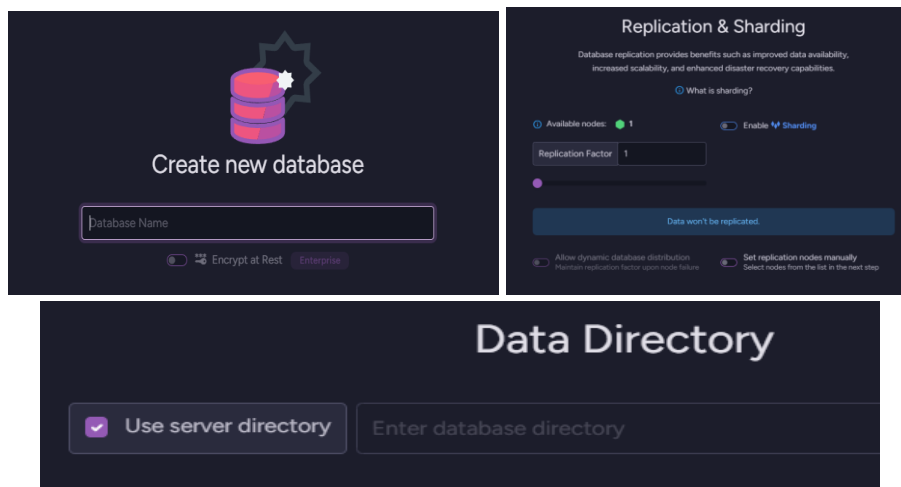 Create new database
Database Name
Encrypt at Rest Enterprise
Replication & Sharding
Database replication provides benefits such as improved data availability,
increased scalability, and enhanced disaster recovery capabilities.
What is sharding?
Available nodes: 1
Enable Sharding
Replication Factor 1
Data won't be replicated.
Allow dynamic database distribution
Maintain replication factor upon node failure
Set replication nodes manually
Select nodes from the list in the next step
Data Directory
Use server directory
Enter database directory